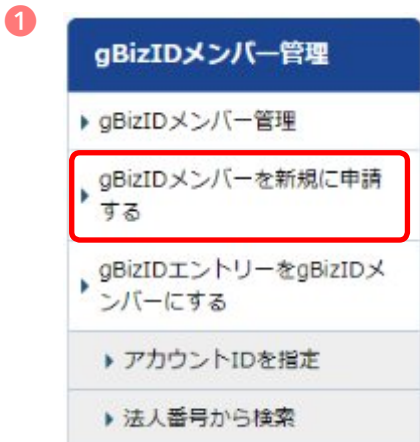 1
gBizIDメンバー管理
gBizIDメンバー管理
gBizIDメンバーを新規に申請
する
gBizIDエントリーをgBizIDメ
ンバーにする
アカウントIDを指定
法人番号から検索